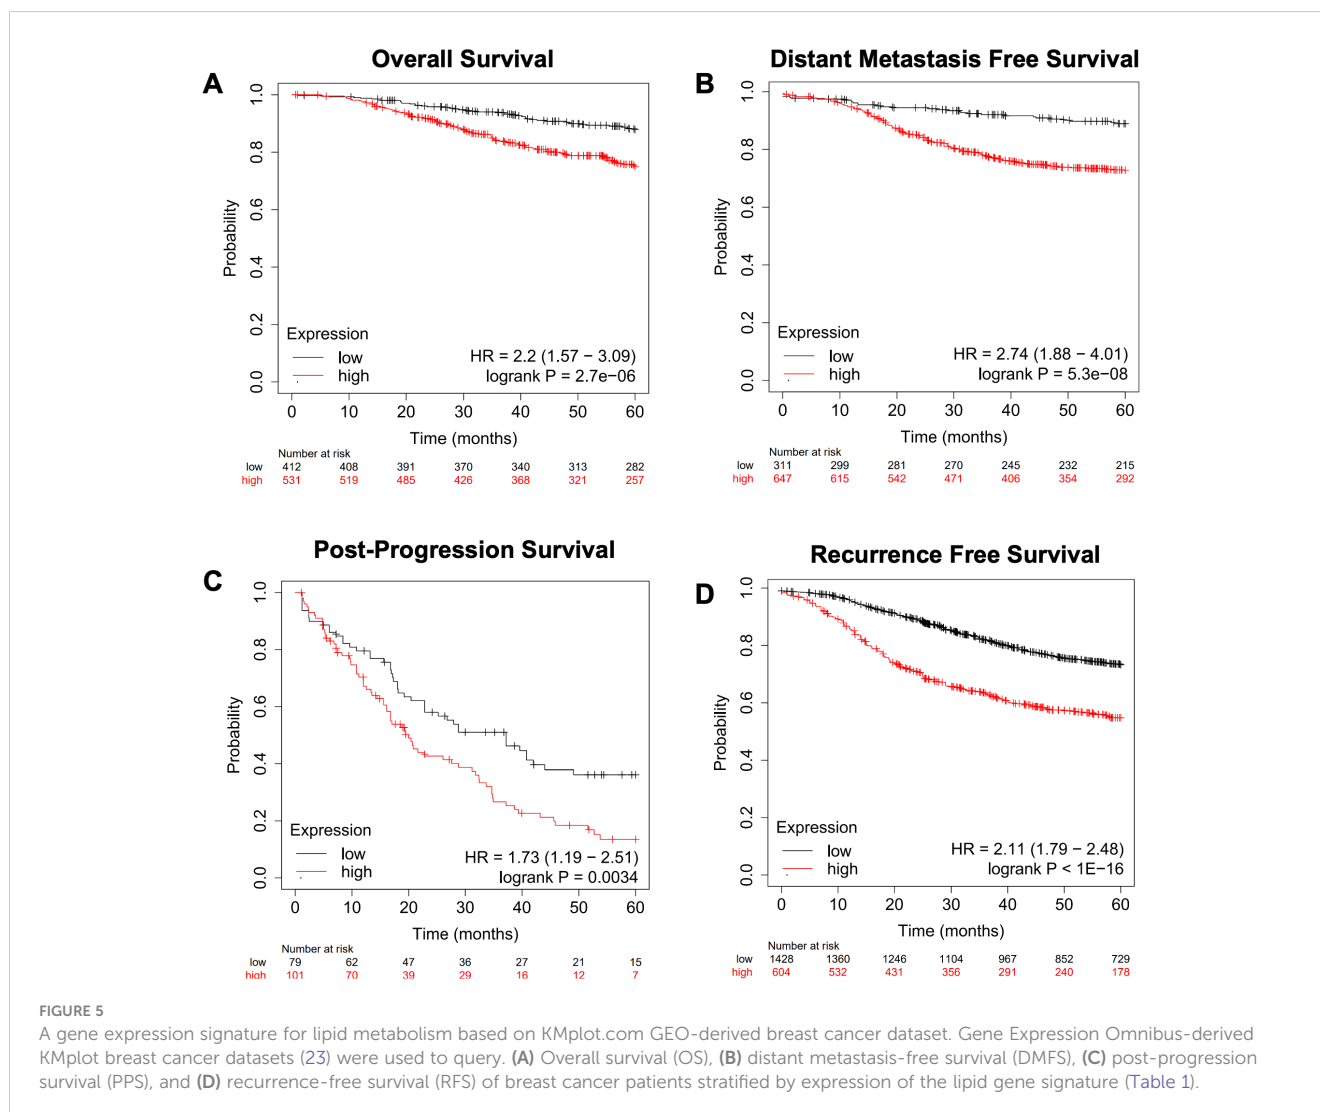 A
Overall Survival
Probability
1.0
0.8
0.6
0.4
0.2
0.0
Expression
low
high
HR = 2.2 (1.57 − 3.09)
logrank P = 2.7e−06
0 10 20 30 40 50 60
Time (months)
Number at risk
low 412 408 391 370 340 313 282
high 531 519 485 426 368 321 257
B
Distant Metastasis Free Survival
Probability
1.0
0.8
0.6
0.4
0.2
0.0
Expression
low
high
HR = 2.74 (1.88 − 4.01)
logrank P = 5.3e−08
0 10 20 30 40 50 60
Time (months)
Number at risk
low 311 299 281 270 245 232 215
high 647 615 542 471 406 354 292
C
Post-Progression Survival
Probability
1.0
0.8
0.6
0.4
0.2
0.0
Expression
low
high
HR = 1.73 (1.19 − 2.51)
logrank P = 0.0034
0 10 20 30 40 50 60
Time (months)
Number at risk
low 79 62 47 36 27 21 15
high 101 70 39 29 16 12 7
D
Recurrence Free Survival
Probability
1.0
0.8
0.6
0.4
0.2
0.0
Expression
low
high
HR = 2.11 (1.79 − 2.48)
logrank P < 1E−16
0 10 20 30 40 50 60
Time (months)
Number at risk
low 1428 1360 1246 1104 967 852 729
high 604 532 431 356 291 240 178
FIGURE 5
A gene expression signature for lipid metabolism based on KMplot.com GEO-derived breast cancer dataset. Gene Expression Omnibus-derived
KMplot breast cancer datasets (23) were used to query. (A) Overall survival (OS), (B) distant metastasis-free survival (DMFS), (C) post-progression
survival (PPS), and (D) recurrence-free survival (RFS) of breast cancer patients stratified by expression of the lipid gene signature (Table 1).